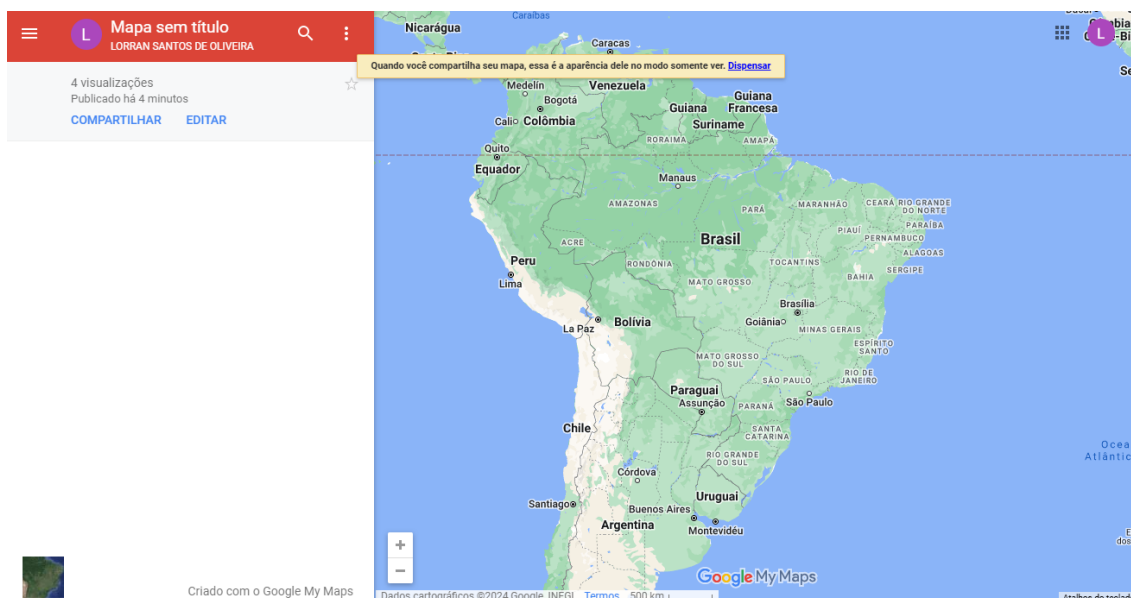 L
Mapa sem título
LORRAN SANTOS DE OLIVEIRA
4 visualizações
Publicado há 4 minutos
COMPARTILHAR EDITAR
Criado com o Google My Maps
Quando você compartilha seu mapa, essa é a aparência dele no modo somente ver. Dispensar
L
Caraíbas
Nicarágua
Caracas
Medellín
Venezuela
Bogotá
Guiana
Guiana
Francesa
Cali
Colômbia
Suriname
RORAIMA
AMAPÁ
Quito
Equador
Manaus
AMAZONAS
PARÁ
MARANHÃO
CEARÁ
RIO GRANDE
DO NORTE
PARAÍBA
PIAUÍ
PERNAMBUCO
ACRE
Brasil
ALAGOAS
Peru
RONDÔNIA
TOCANTINS
SERGIPE
BAHIA
Lima
MATO GROSSO
Brasília
La Paz
Bolívia
Goiânia
MINAS GERAIS
ESPÍRITO
SANTO
MATO GROSSO
DO SUL
RIO DE
JANEIRO
SÃO PAULO
Paraguai
Assunção
PARANÁ
São Paulo
Chile
SANTA
CATARINA
RIO GRANDE
DO SUL
Córdova
Santiago
Uruguai
Buenos Aires
Argentina
Montevidéu
+
−
Google My Maps
Dados cartográficos ©2024 Google, INEGI
Termos
500 km